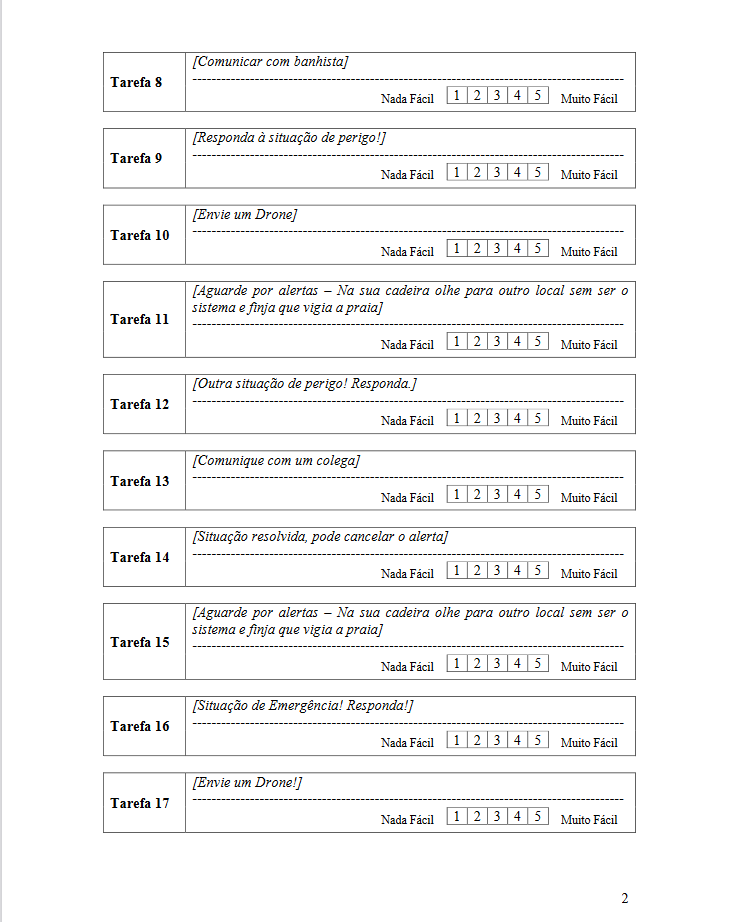 Tarefa 8
[Comunicar com banhista]
------------------------------------------------------------------------------------------
Nada Fácil 1 2 3 4 5 Muito Fácil
Tarefa 9
[Responda à situação de perigo!]
------------------------------------------------------------------------------------------
Nada Fácil 1 2 3 4 5 Muito Fácil
Tarefa 10
[Envie um Drone]
------------------------------------------------------------------------------------------
Nada Fácil 1 2 3 4 5 Muito Fácil
Tarefa 11
[Aguarde por alertas – Na sua cadeira olhe para outro local sem ser o
sistema e finja que vigia a praia]
------------------------------------------------------------------------------------------
Nada Fácil 1 2 3 4 5 Muito Fácil
Tarefa 12
[Outra situação de perigo! Responda.]
------------------------------------------------------------------------------------------
Nada Fácil 1 2 3 4 5 Muito Fácil
Tarefa 13
[Comunique com um colega]
------------------------------------------------------------------------------------------
Nada Fácil 1 2 3 4 5 Muito Fácil
Tarefa 14
[Situação resolvida, pode cancelar o alerta]
------------------------------------------------------------------------------------------
Nada Fácil 1 2 3 4 5 Muito Fácil
Tarefa 15
[Aguarde por alertas – Na sua cadeira olhe para outro local sem ser o
sistema e finja que vigia a praia]
------------------------------------------------------------------------------------------
Nada Fácil 1 2 3 4 5 Muito Fácil
Tarefa 16
[Situação de Emergência! Responda!]
------------------------------------------------------------------------------------------
Nada Fácil 1 2 3 4 5 Muito Fácil
Tarefa 17
[Envie um Drone!]
------------------------------------------------------------------------------------------
Nada Fácil 1 2 3 4 5 Muito Fácil
2